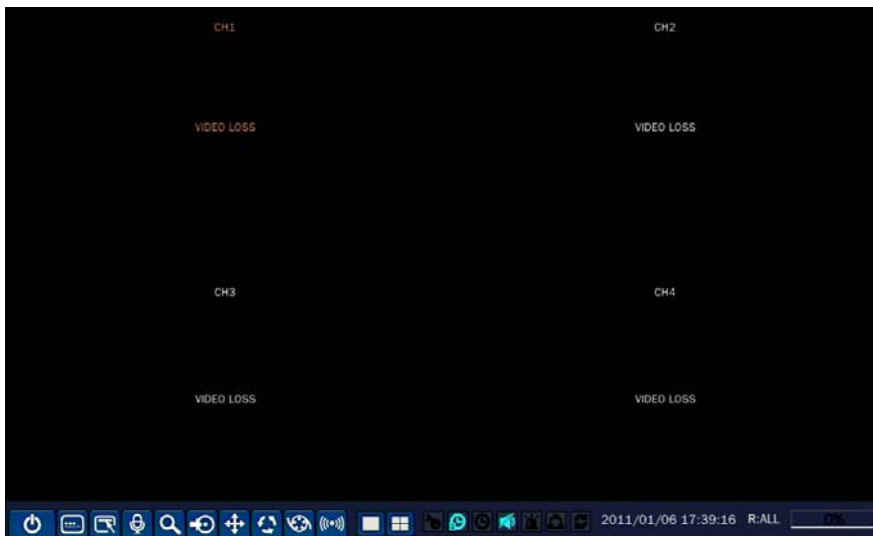 CH1 CH2
VIDEO LOSS VIDEO LOSS
CH3 CH4
VIDEO LOSS VIDEO LOSS
2011/01/06 17:39:16 R:ALL 0%